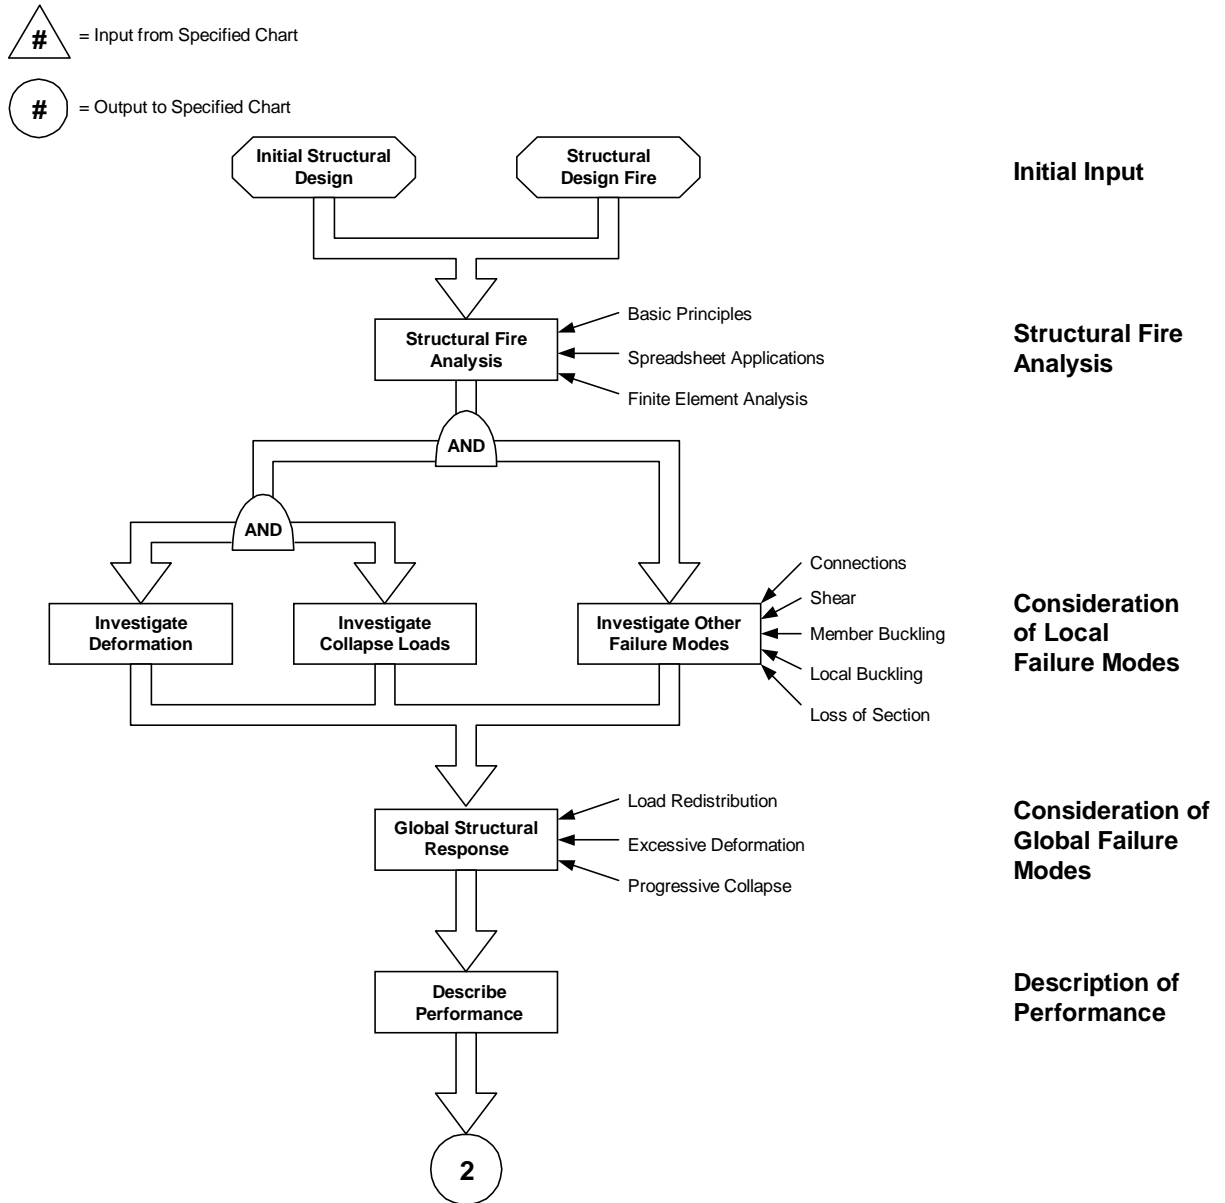 #
= Input from Specified Chart
#
= Output to Specified Chart
Initial Structural
Design
Structural
Design Fire
Initial Input
Structural Fire
Analysis
Basic Principles
Spreadsheet Applications
Finite Element Analysis
Structural Fire
Analysis
AND
AND
Investigate
Deformation
Investigate
Collapse Loads
Investigate Other
Failure Modes
Connections
Shear
Member Buckling
Local Buckling
Loss of Section
Consideration
of Local
Failure Modes
Global Structural
Response
Load Redistribution
Excessive Deformation
Progressive Collapse
Consideration of
Global Failure
Modes
Describe
Performance
Description of
Performance
2